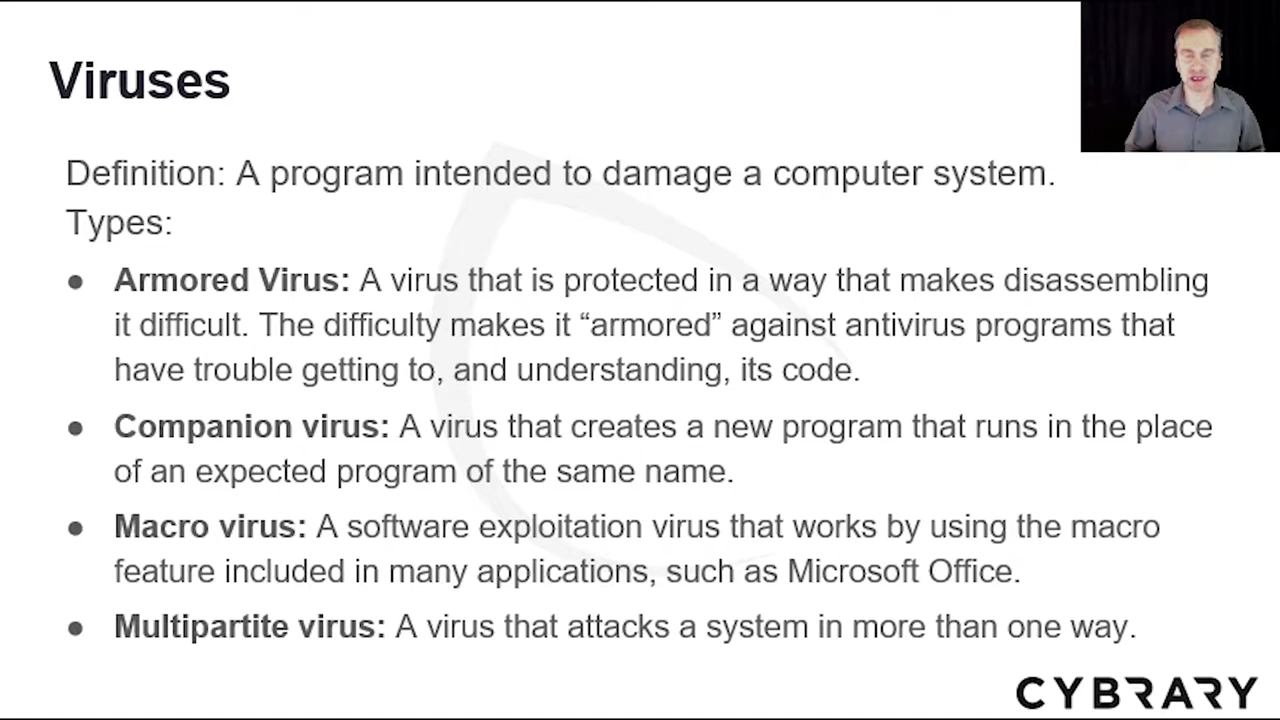 Viruses
Definition: A program intended to damage a computer system.
Types:
● Armored Virus: A virus that is protected in a way that makes disassembling
it difficult. The difficulty makes it “armored” against antivirus programs that
have trouble getting to, and understanding, its code.
● Companion virus: A virus that creates a new program that runs in the place
of an expected program of the same name.
● Macro virus: A software exploitation virus that works by using the macro
feature included in many applications, such as Microsoft Office.
● Multipartite virus: A virus that attacks a system in more than one way.
CYBRARY